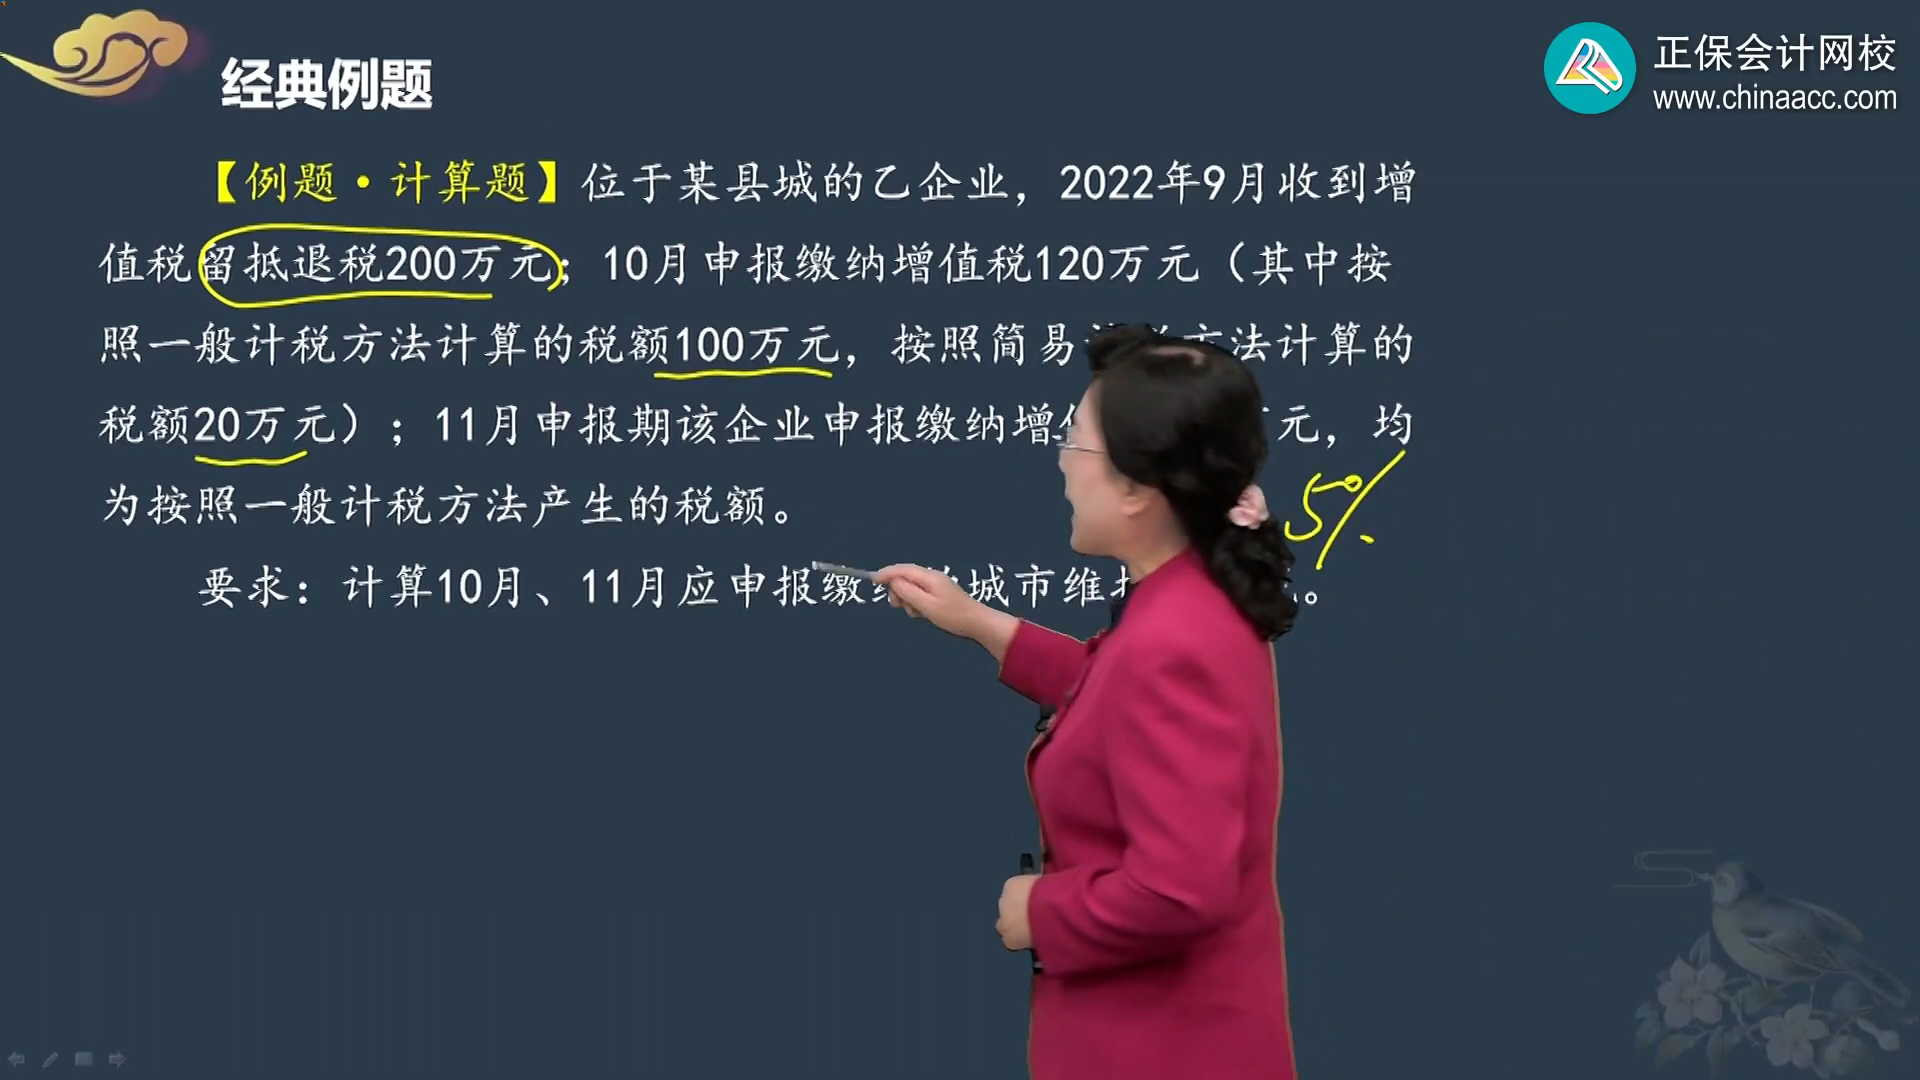 经典例题
正保会计网校
www.chinaacc.com
【例题·计算题】位于某县城的乙企业，2022年9月收到增
值税留抵退税200万元；10月申报缴纳增值税120万元（其中按
照一般计税方法计算的税额100万元，按照简易 方法计算的
税额20万元）；11月申报期该企业申报缴纳增 万元，均
为按照一般计税方法产生的税额。
5%
要求：计算10月、11月应申报缴 城市维 。